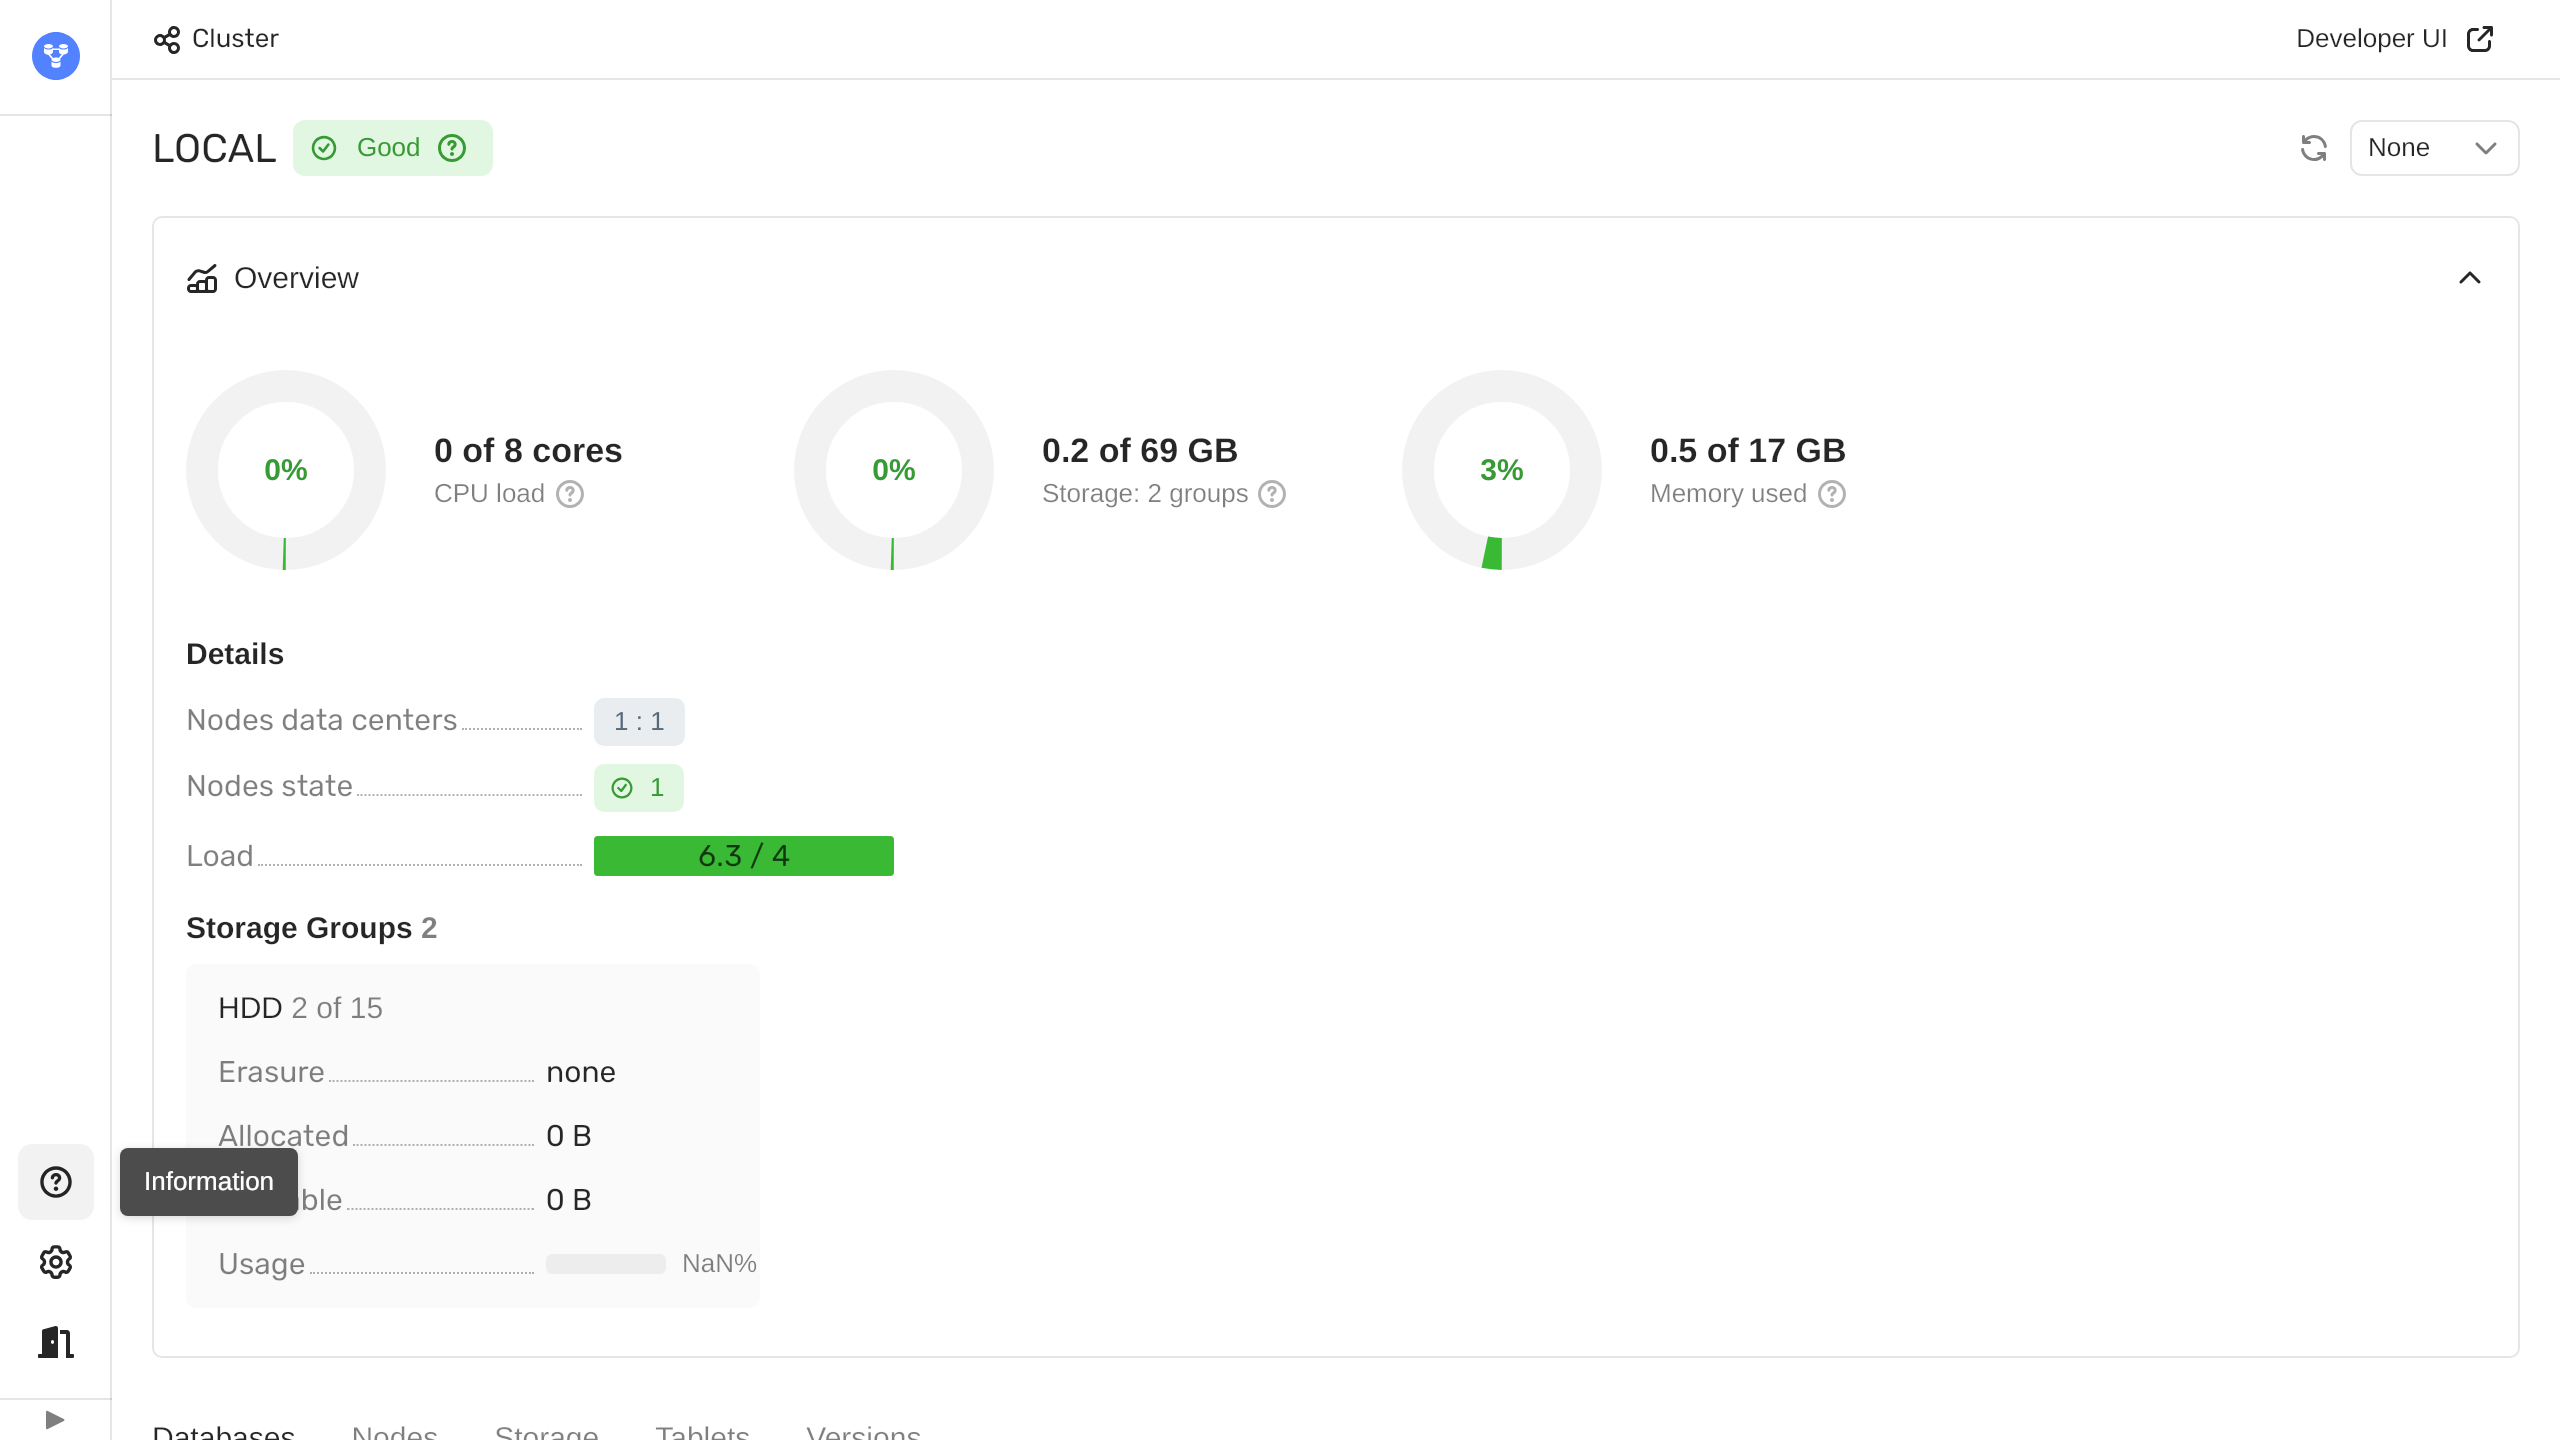 Cluster
Developer UI
LOCAL
Good
None
Overview
0%
0 of 8 cores
CPU load
0%
0.2 of 69 GB
Storage: 2 groups
3%
0.5 of 17 GB
Memory used
Details
Nodes data centers
1 : 1
Nodes state
1
Load
6.3 / 4
Storage Groups 2
HDD 2 of 15
Erasure
none
Allocated
0 B
Information
ble
0 B
Usage
NaN%
Databases
Nodes
Storage
Tablets
Versions